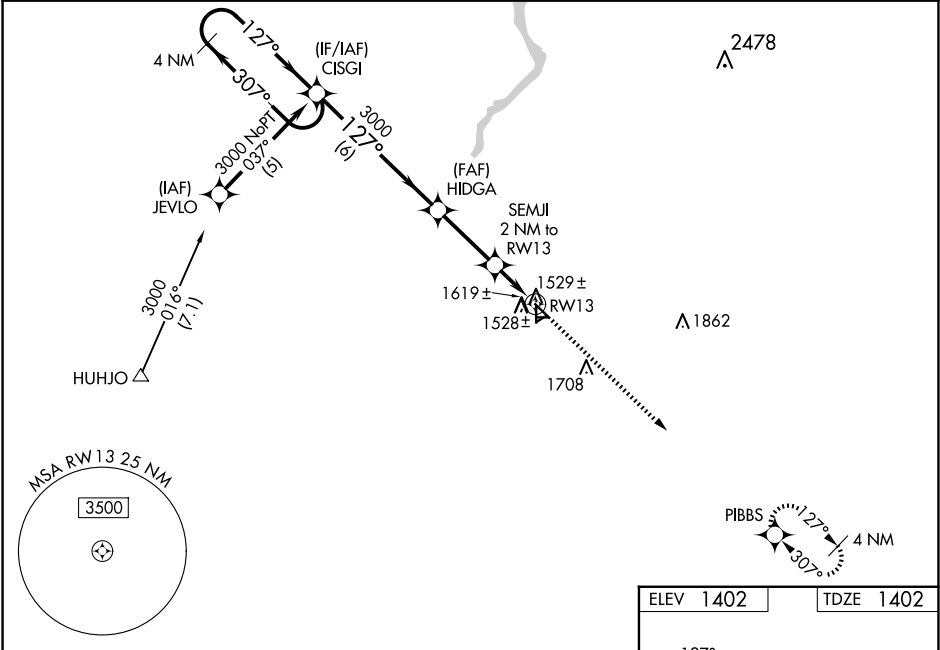 127°
4 NM
307°
(IF/IAF)
CISGI
2478
3000
127°
(6)
3000 NoPT
037°
(5)
(IAF)
JEVLO
(FAF)
HIDGA
SEMJI
2 NM to
RW13
1529 ±
1619 ±
RW13
1528 ±
1862
3000
016°
(7.1)
HUHJO
1708
MSA RW13 25 NM
3500
PIBBS
127°
4 NM
307°
ELEV 1402
TDZE 1402